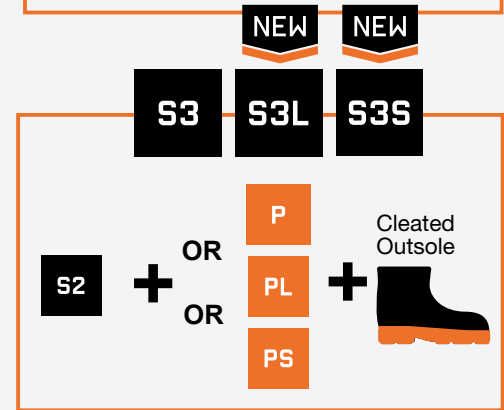 NEW NEW
S3 S3L S3S
P
Cleated
Outsole
OR
S2 + PL +
OR
PS